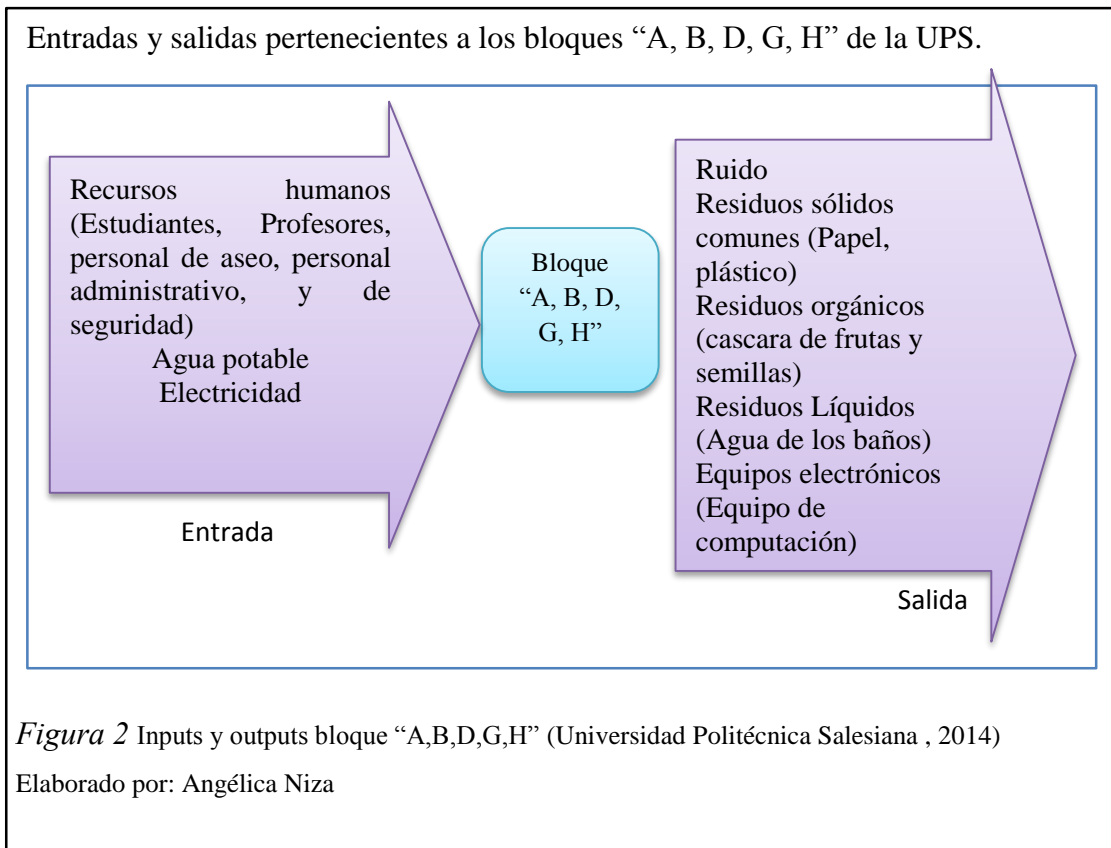 Entradas y salidas pertenecientes a los bloques “A, B, D, G, H” de la UPS.
Recursos humanos
(Estudiantes, Profesores,
personal de aseo, personal
administrativo, y de
seguridad)
Agua potable
Electricidad
Entrada
Bloque
“A, B, D,
G, H”
Ruido
Residuos sólidos
comunes (Papel,
plástico)
Residuos orgánicos
(cascara de frutas y
semillas)
Residuos Líquidos
(Agua de los baños)
Equipos electrónicos
(Equipo de
computación)
Salida
Figura 2 Inputs y outputs bloque “A,B,D,G,H” (Universidad Politécnica Salesiana , 2014)
Elaborado por: Angélica Niza